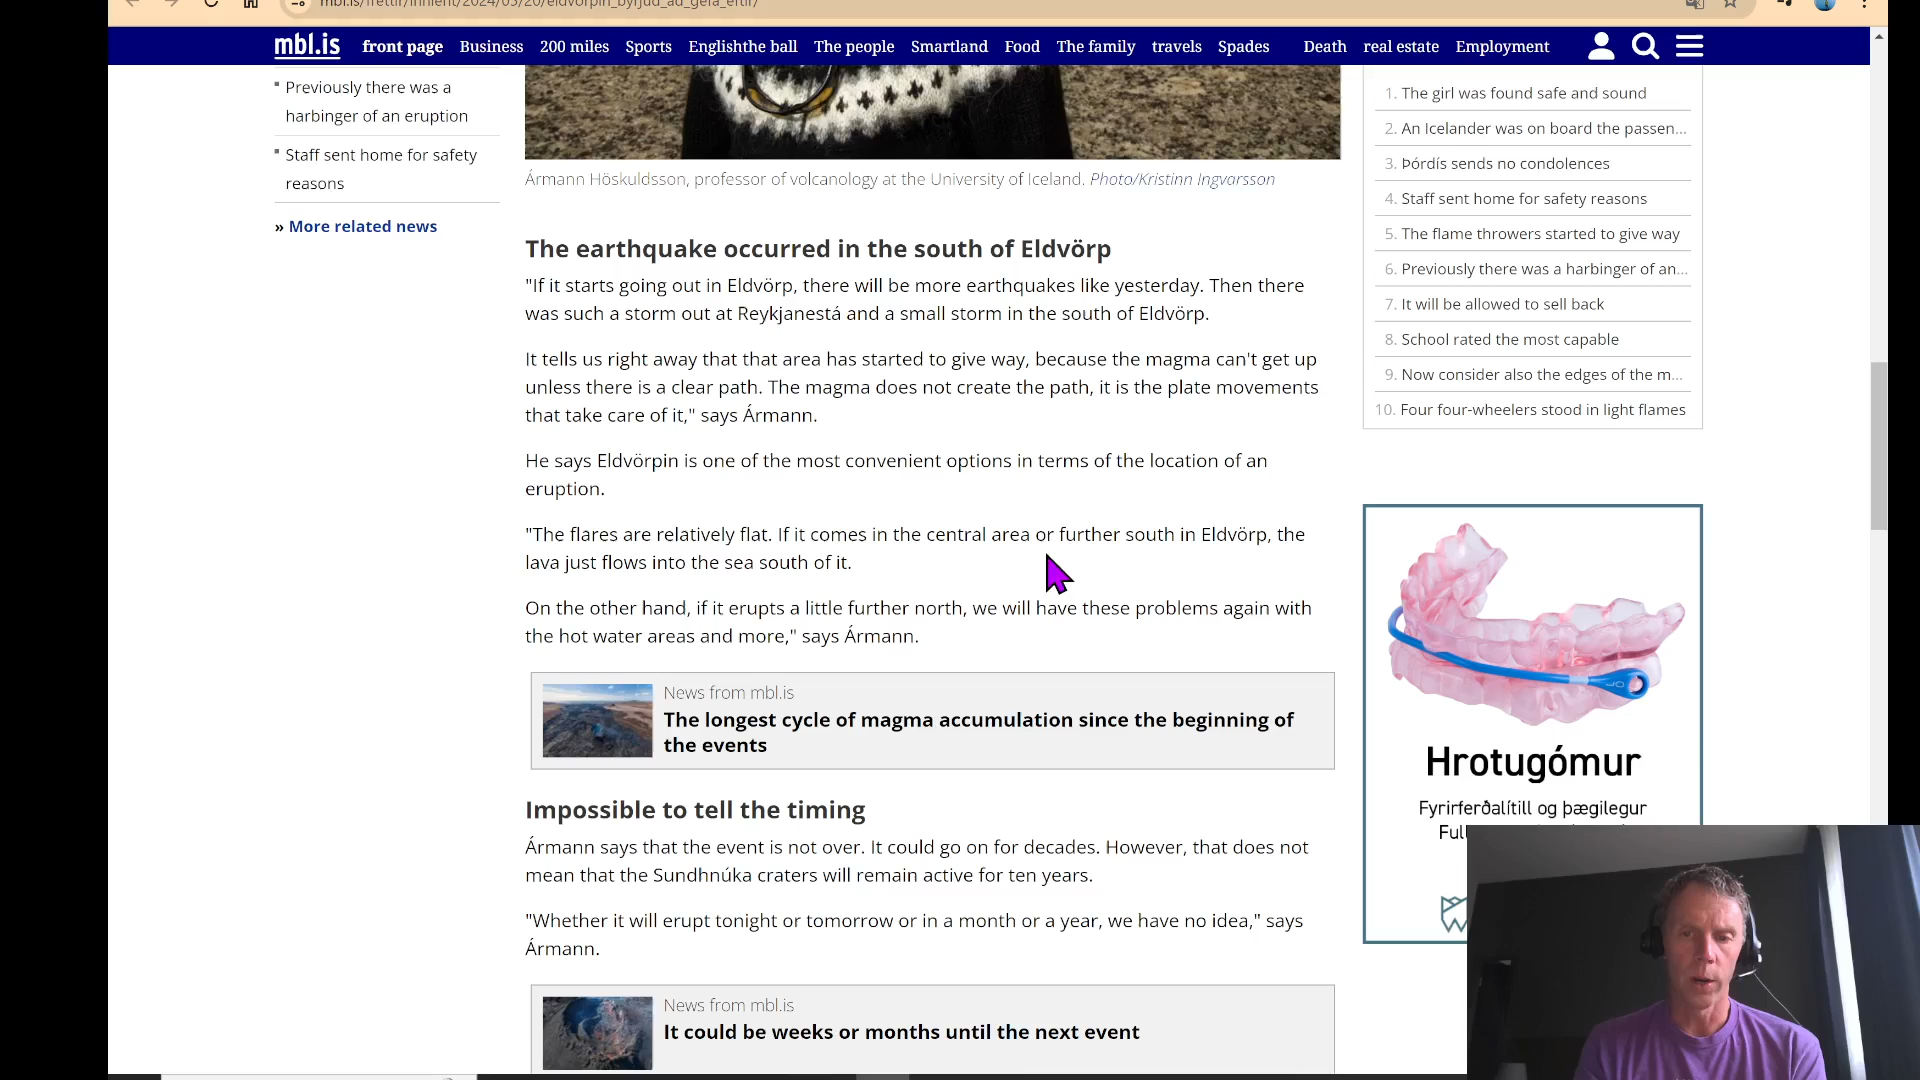 mbl.is/frettir/innlent/2024/05/20/eldvorpin_byrjud_ad_gefa_eftir/
mbl.is front page Business 200 miles Sports Englishthe ball The people Smartland Food The family travels Spades Death real estate Employment
Previously there was a
harbinger of an eruption
Staff sent home for safety
reasons
» More related news
Ármann Höskuldsson, professor of volcanology at the University of Iceland. Photo/Kristinn Ingvarsson
The earthquake occurred in the south of Eldvörp
"If it starts going out in Eldvörp, there will be more earthquakes like yesterday. Then there
was such a storm out at Reykjanestá and a small storm in the south of Eldvörp.
It tells us right away that that area has started to give way, because the magma can't get up
unless there is a clear path. The magma does not create the path, it is the plate movements
that take care of it," says Ármann.
He says Eldvörpin is one of the most convenient options in terms of the location of an
eruption.
"The flares are relatively flat. If it comes in the central area or further south in Eldvörp, the
lava just flows into the sea south of it.
On the other hand, if it erupts a little further north, we will have these problems again with
the hot water areas and more," says Ármann.
News from mbl.is
The longest cycle of magma accumulation since the beginning of
the events
Impossible to tell the timing
Ármann says that the event is not over. It could go on for decades. However, that does not
mean that the Sundhnúka craters will remain active for ten years.
"Whether it will erupt tonight or tomorrow or in a month or a year, we have no idea," says
Ármann.
News from mbl.is
It could be weeks or months until the next event
1. The girl was found safe and sound
2. An Icelander was on board the passen...
3. Þórdís sends no condolences
4. Staff sent home for safety reasons
5. The flame throwers started to give way
6. Previously there was a harbinger of an...
7. It will be allowed to sell back
8. School rated the most capable
9. Now consider also the edges of the m...
10. Four four-wheelers stood in light flames
Hrotugómur
Fyrirferðalítill og þægilegur